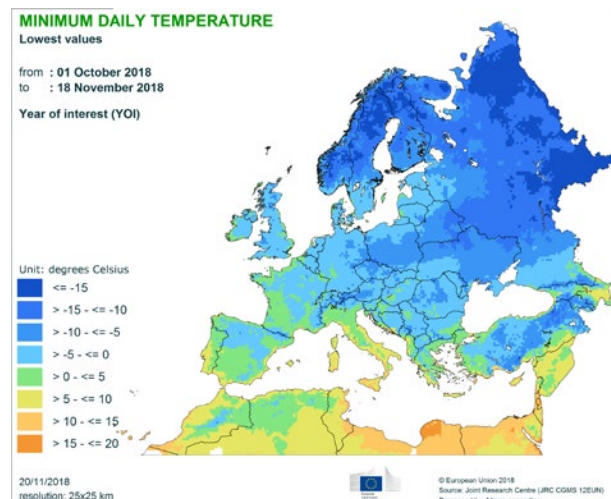 MINIMUM DAILY TEMPERATURE
Lowest values
from : 01 October 2018
to : 18 November 2018
Year of interest (YOI)
Unit: degrees Celsius
<= -15
> -15 - <= -10
> -10 - <= -5
> -5 - <= 0
> 0 - <= 5
> 5 - <= 10
> 10 - <= 15
> 15 - <= 20
20/11/2018
resolution: 25x25 km
© European Union 2018
Source: Joint Research Centre (JRC CGMS 12EUN)